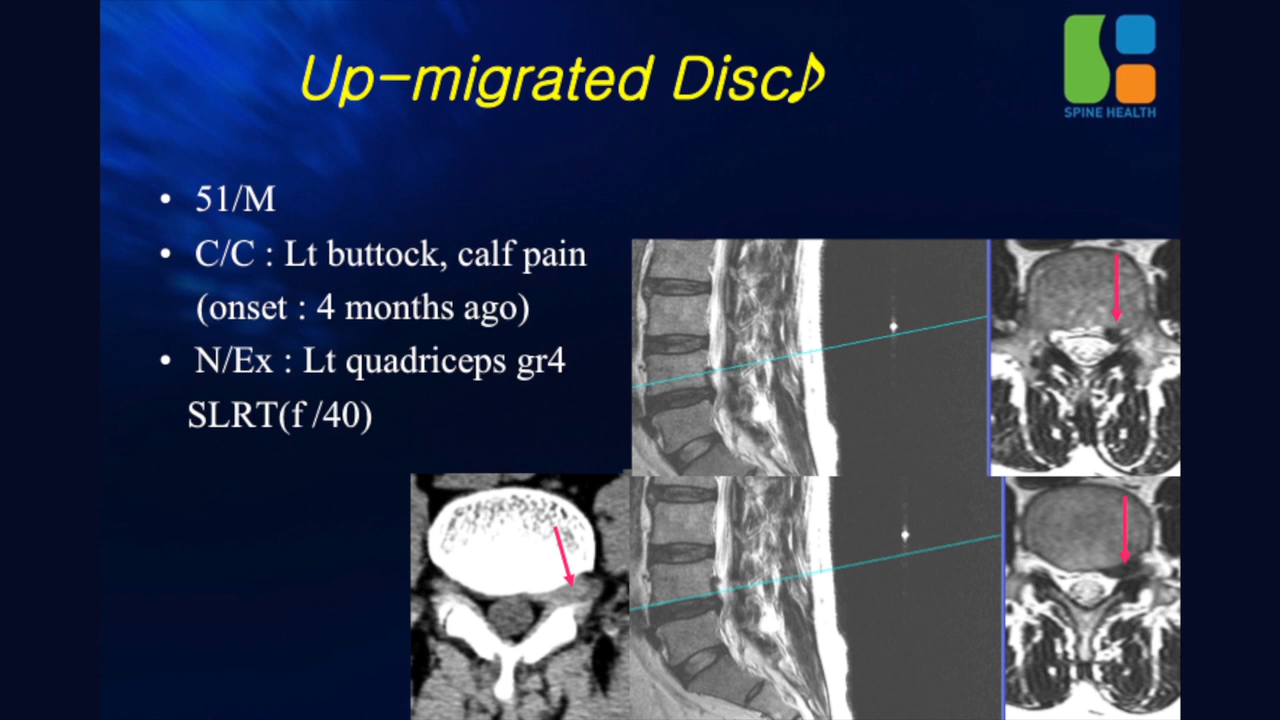 Up-migrated Disc♪
SPINE HEALTH
• 51/M
• C/C : Lt buttock, calf pain
(onset : 4 months ago)
• N/Ex : Lt quadriceps gr4
SLRT(f /40)